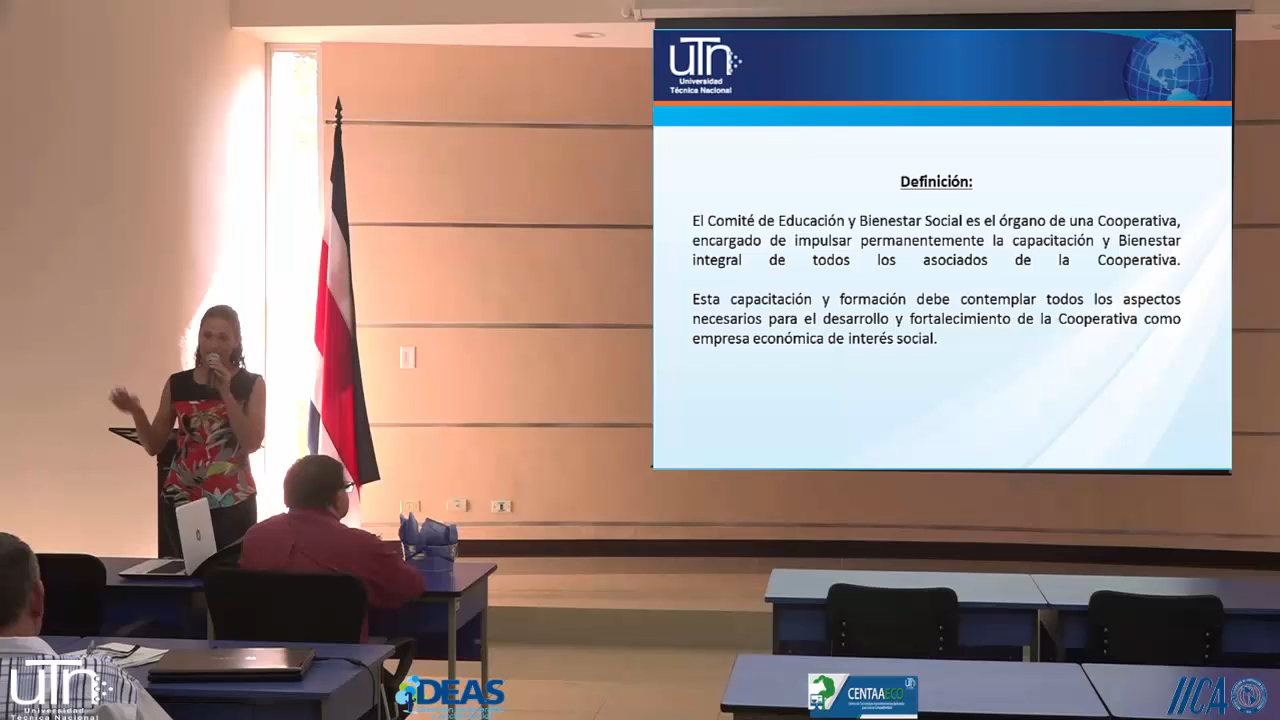 UTn
Universidad
Técnica Nacional
Definición:
El Comité de Educación y Bienestar Social es el órgano de una Cooperativa,
encargado de impulsar permanentemente la capacitación y Bienestar
integral de todos los asociados de la Cooperativa.
Esta capacitación y formación debe contemplar todos los aspectos
necesarios para el desarrollo y fortalecimiento de la Cooperativa como
empresa económica de interés social.
UTn
Universidad
Técnica Nacional
DEAS
CENTAAECO
IICA